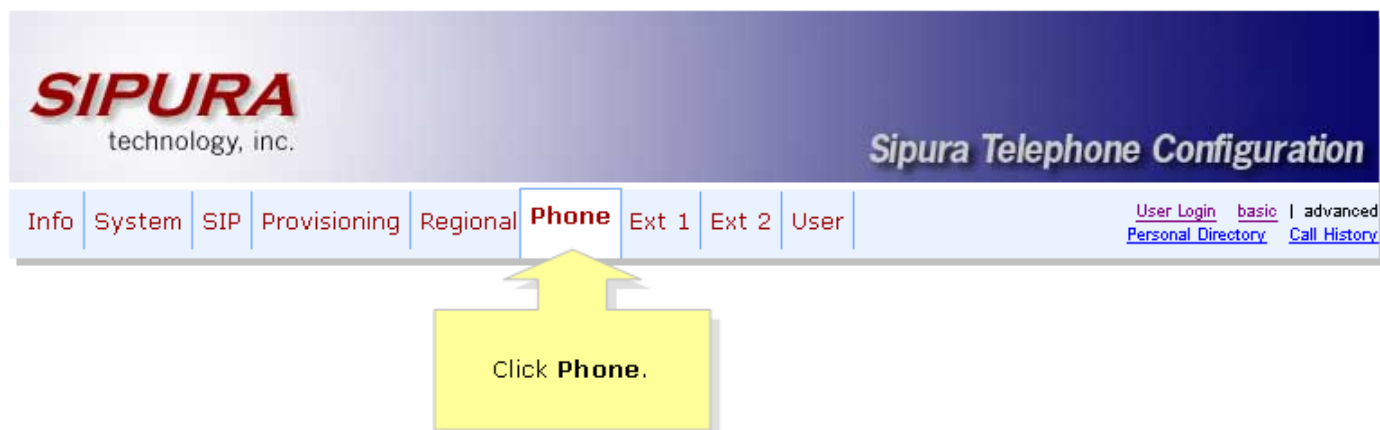 SIPURA
technology, inc.
Sipura Telephone Configuration
Info System SIP Provisioning Regional Phone Ext 1 Ext 2 User
User Login basic | advanced
Personal Directory Call History
Click Phone.